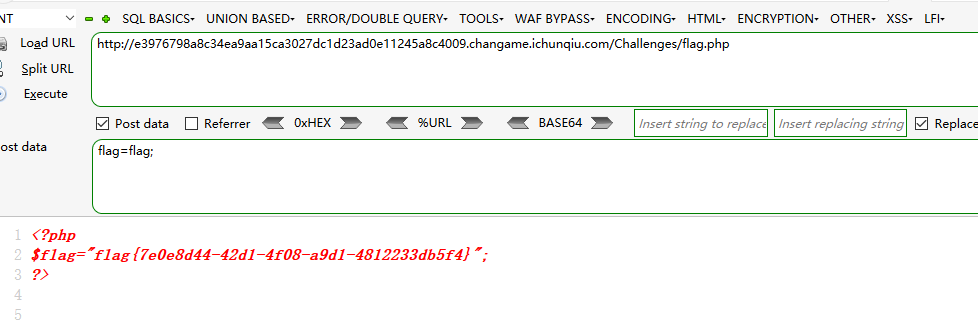 NT SQL BASICS UNION BASED ERROR/DOUBLE QUERY TOOLS WAF BYPASS ENCODING HTML ENCRYPTION OTHER XSS LFI
Load URL http://e3976798a8c34ea9aa15ca3027dc1d23ad0e11245a8c4009.changame.ichunqiu.com/Challenges/flag.php
Split URL
Execute
Post data Referrer 0xHEX %URL BASE64 Insert string to replace Insert replacing string Replace
ost data flag=flag;
1 <?php
2 $flag="flag{7e0e8d44-42d1-4f08-a9d1-4812233db5f4}";
3 ?>
4
5